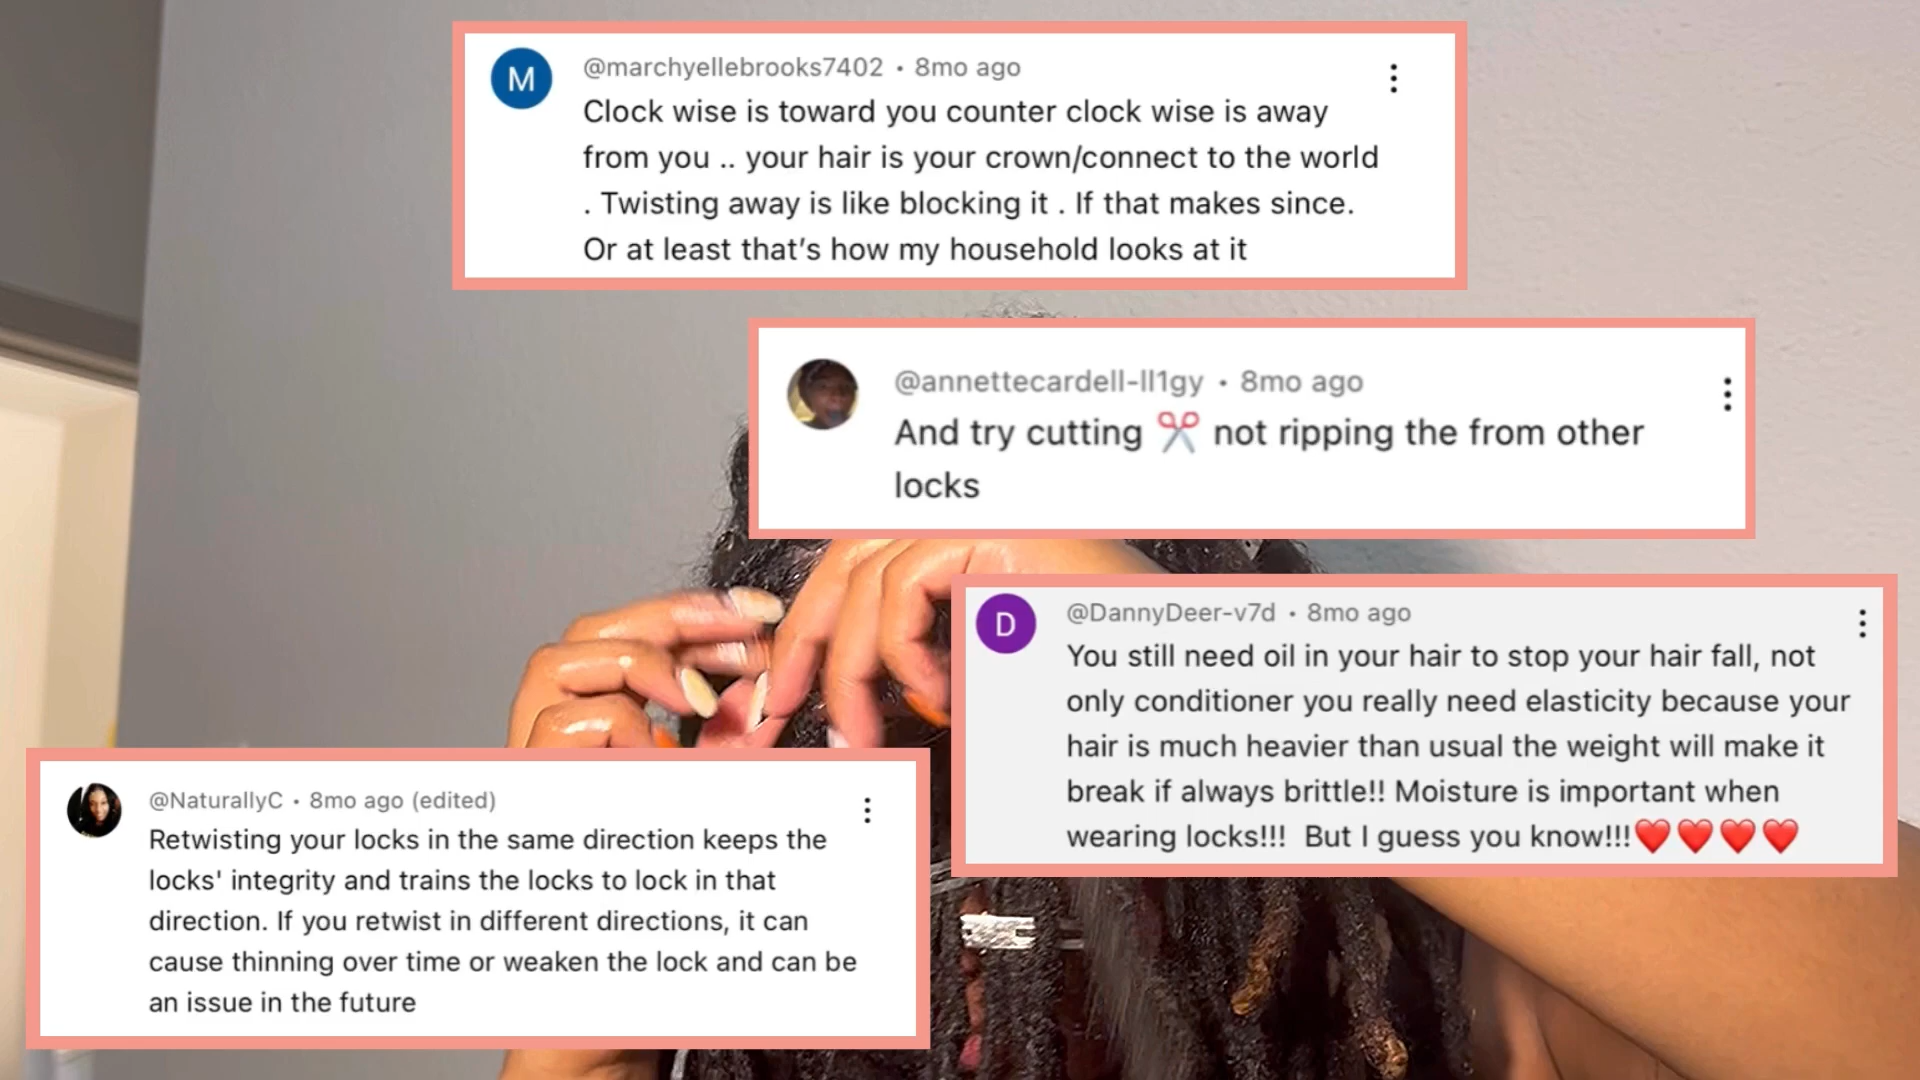 M
@marchyellebrooks7402 • 8mo ago
Clock wise is toward you counter clock wise is away
from you .. your hair is your crown/connect to the world
. Twisting away is like blocking it . If that makes since.
Or at least that's how my household looks at it
@annettecardell-ll1gy • 8mo ago
And try cutting ✂️ not ripping the from other
locks
D
@DannyDeer-v7d • 8mo ago
You still need oil in your hair to stop your hair fall, not
only conditioner you really need elasticity because your
hair is much heavier than usual the weight will make it
break if always brittle!! Moisture is important when
wearing locks!!!  But I guess you know!!!❤️❤️❤️❤️
@NaturallyC • 8mo ago (edited)
Retwisting your locks in the same direction keeps the
locks' integrity and trains the locks to lock in that
direction. If you retwist in different directions, it can
cause thinning over time or weaken the lock and can be
an issue in the future